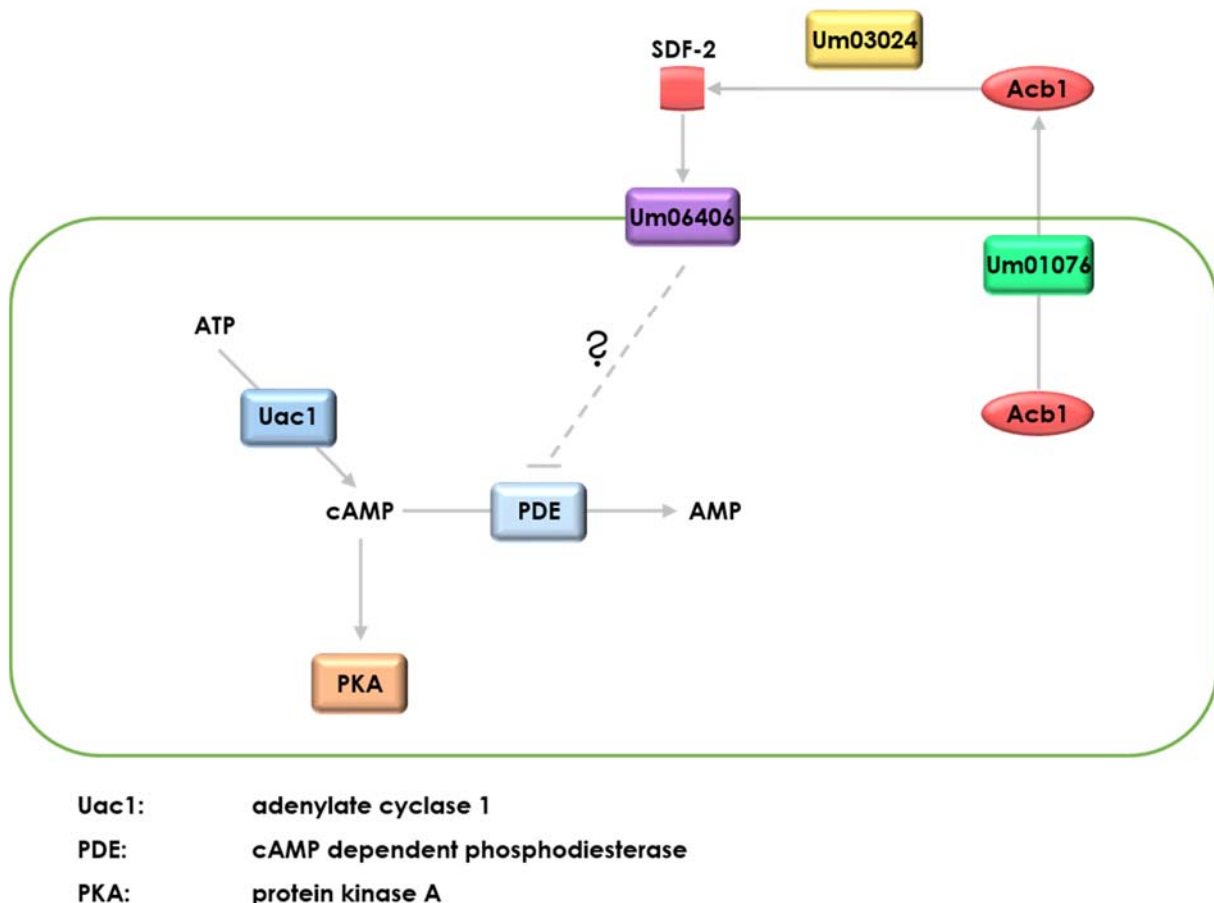 Um03024
SDF-2
Acb1
Um06406
Um01076
ATP
?
Uac1
Acb1
cAMP
PDE
AMP
PKA
Uac1: adenylate cyclase 1
PDE: cAMP dependent phosphodiesterase
PKA: protein kinase A